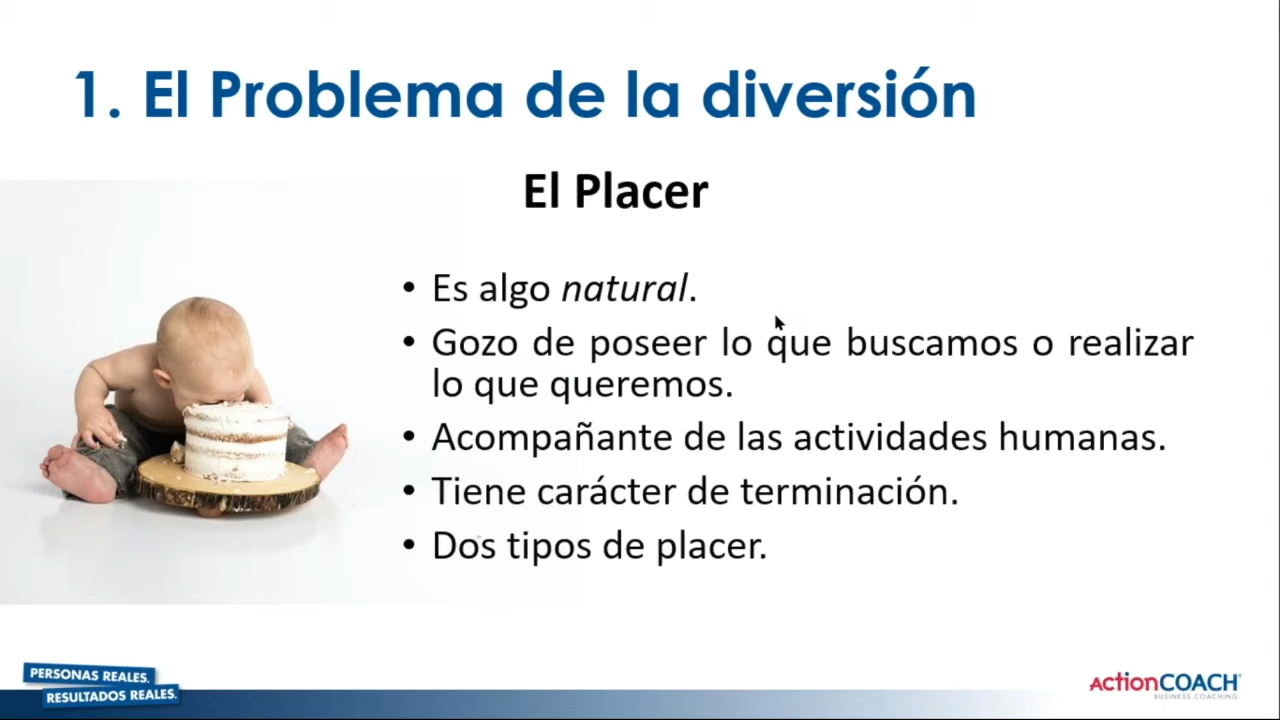 1. El Problema de la diversión
El Placer
• Es algo natural.
• Gozo de poseer lo que buscamos o realizar
lo que queremos.
• Acompañante de las actividades humanas.
• Tiene carácter de terminación.
• Dos tipos de placer.
PERSONAS REALES.
RESULTADOS REALES.
ActionCOACH
BUSINESS COACHING